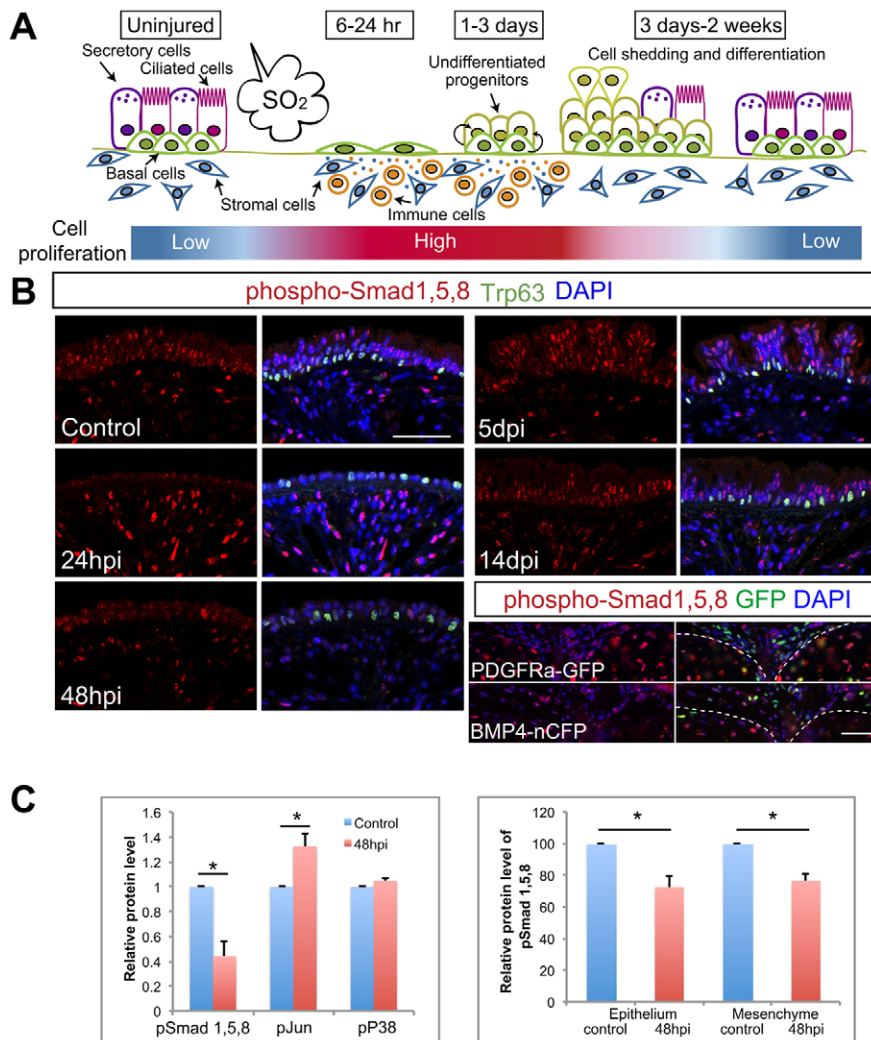 A
Uninjured
6-24 hr
1-3 days
3 days-2 weeks
Secretory cells
Ciliated cells
SO2
Undifferentiated
progenitors
Cell shedding and differentiation
Basal cells
Stromal cells
Immune cells
Cell
proliferation
Low
High
Low
B
phospho-Smad1,5,8 Trp63 DAPI
Control
24hpi
48hpi
5dpi
14dpi
phospho-Smad1,5,8 GFP DAPI
PDGFRa-GFP
BMP4-nCFP
C
Relative protein level
1.6
1.4
1.2
1
0.8
0.6
0.4
0.2
0
*
*
Control
48hpi
pSmad 1,5,8
pJun
pP38
Relative protein level of
pSmad 1,5,8
120
100
80
60
40
20
0
*
*
Epithelium
control 48hpi
Mesenchyme
control 48hpi